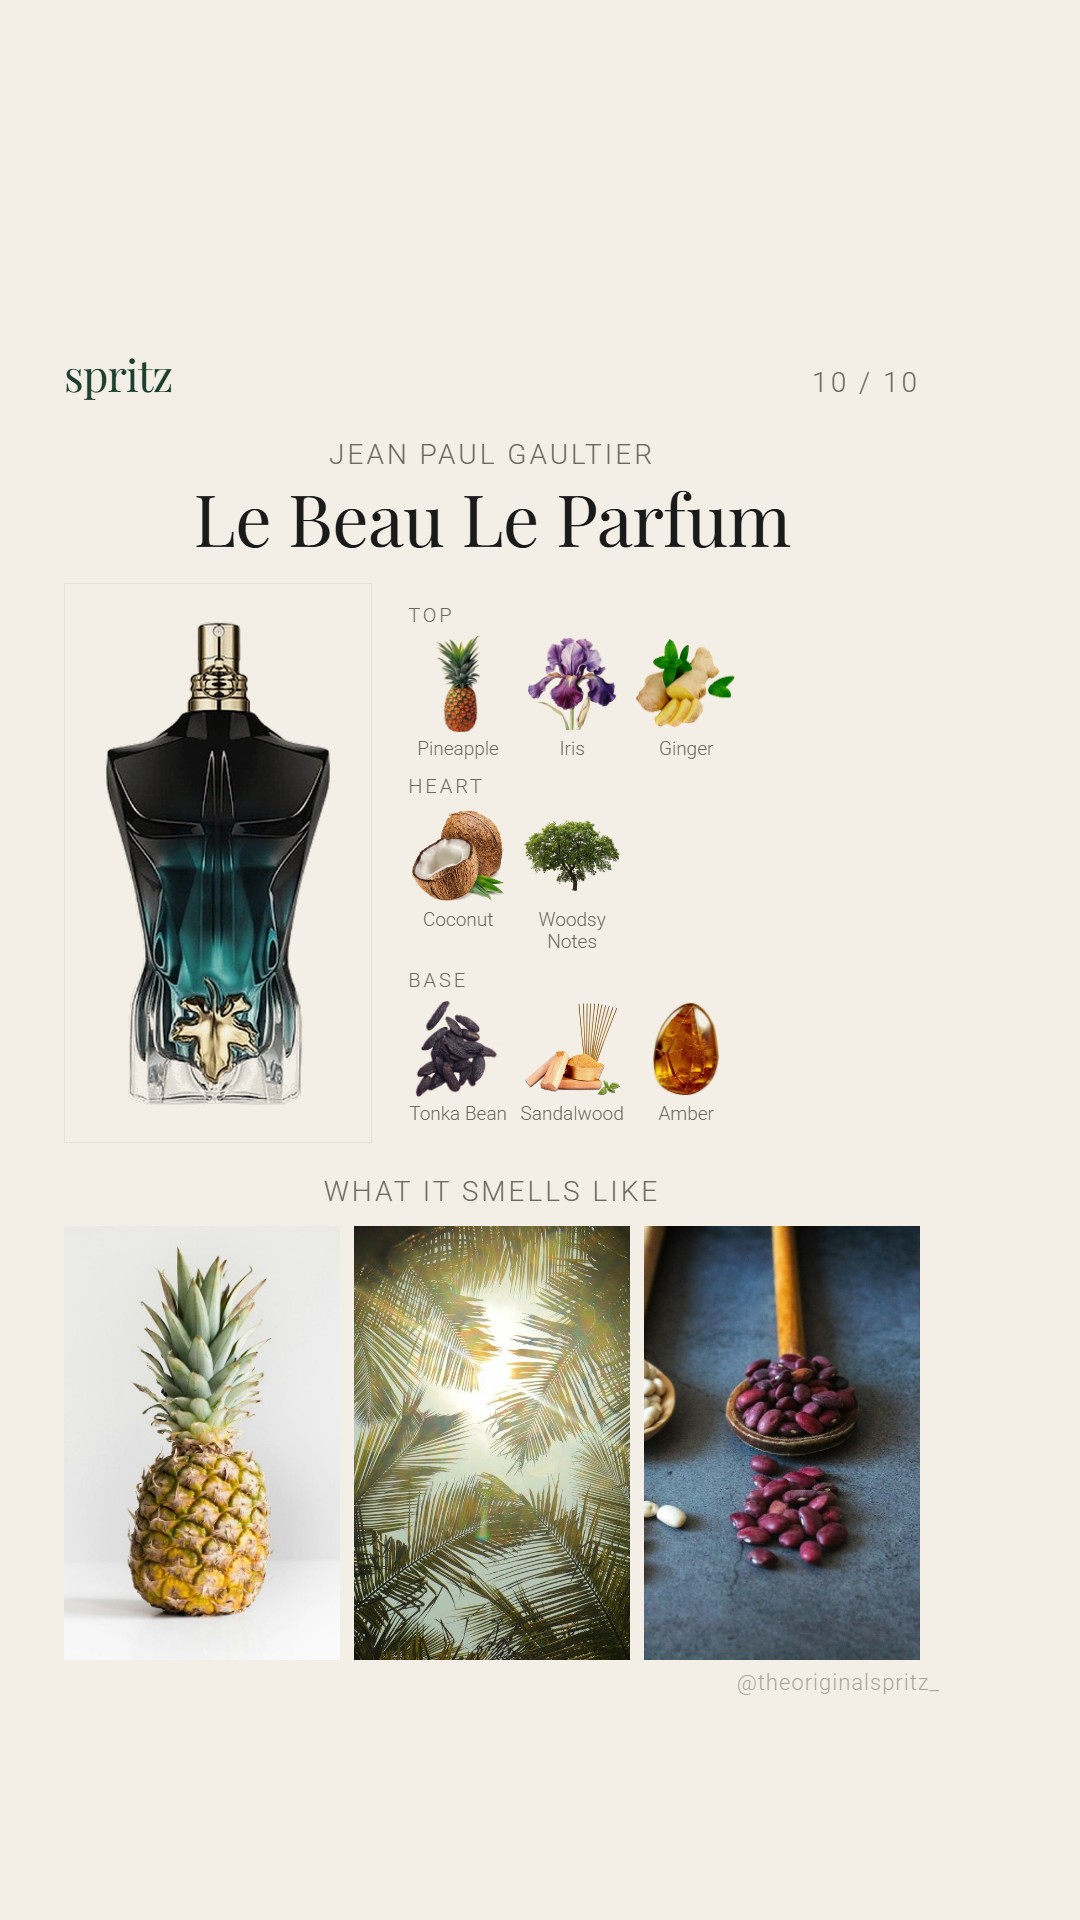 spritz
10 / 10
JEAN PAUL GAULTIER
Le Beau Le Parfum
TOP
Pineapple Iris Ginger
HEART
Coconut Woodsy
Notes
BASE
Tonka Bean Sandalwood Amber
WHAT IT SMELLS LIKE
@theoriginalspritz_